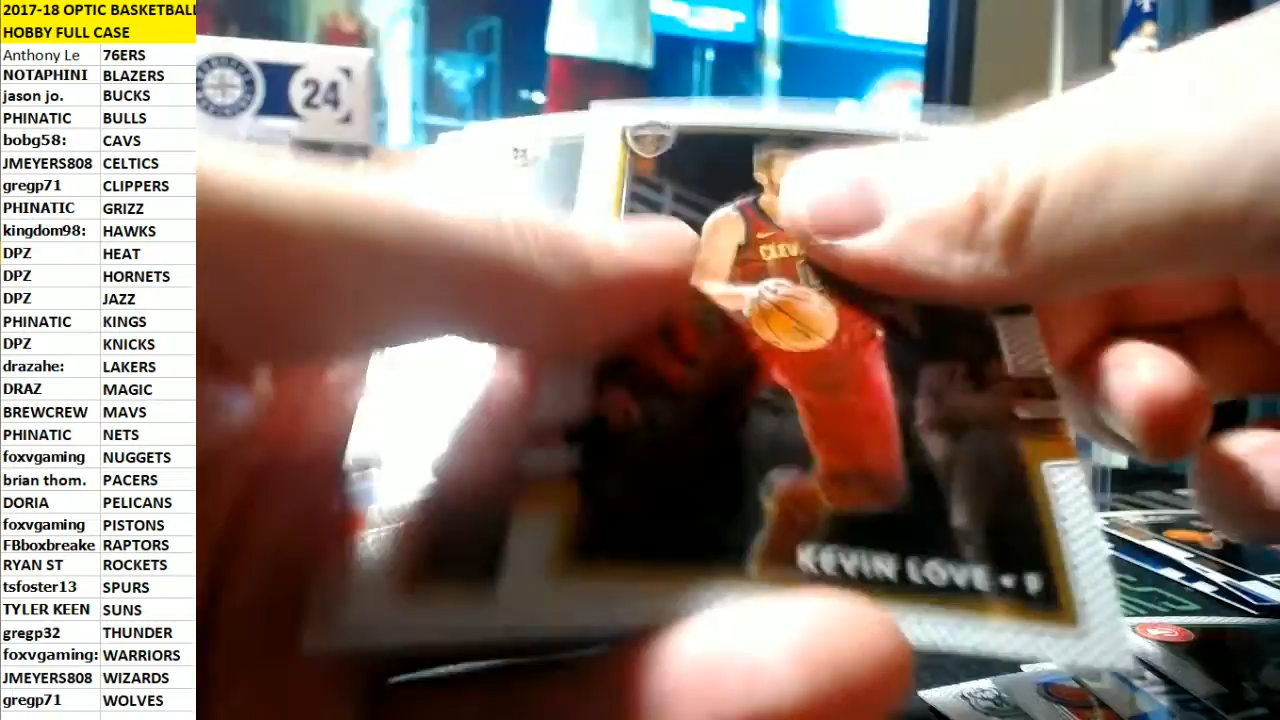 2017-18 OPTIC BASKETBALL
HOBBY FULL CASE
Anthony Le 76ERS
NOTAPHINI BLAZERS
jason jo. BUCKS
PHINATIC BULLS
bobg58: CAVS
JMEYERS808 CELTICS
gregp71 CLIPPERS
PHINATIC GRIZZ
kingdom98: HAWKS
DPZ HEAT
DPZ HORNETS
DPZ JAZZ
PHINATIC KINGS
DPZ KNICKS
drazahe: LAKERS
DRAZ MAGIC
BREWCREW MAVS
PHINATIC NETS
foxvgaming NUGGETS
brian thom. PACERS
DORIA PELICANS
foxvgaming PISTONS
FBboxbreake RAPTORS
RYAN ST ROCKETS
tsfoster13 SPURS
TYLER KEEN SUNS
gregp32 THUNDER
foxvgaming: WARRIORS
JMEYERS808 WIZARDS
gregp71 WOLVES
24
KEVIN LOVE • F